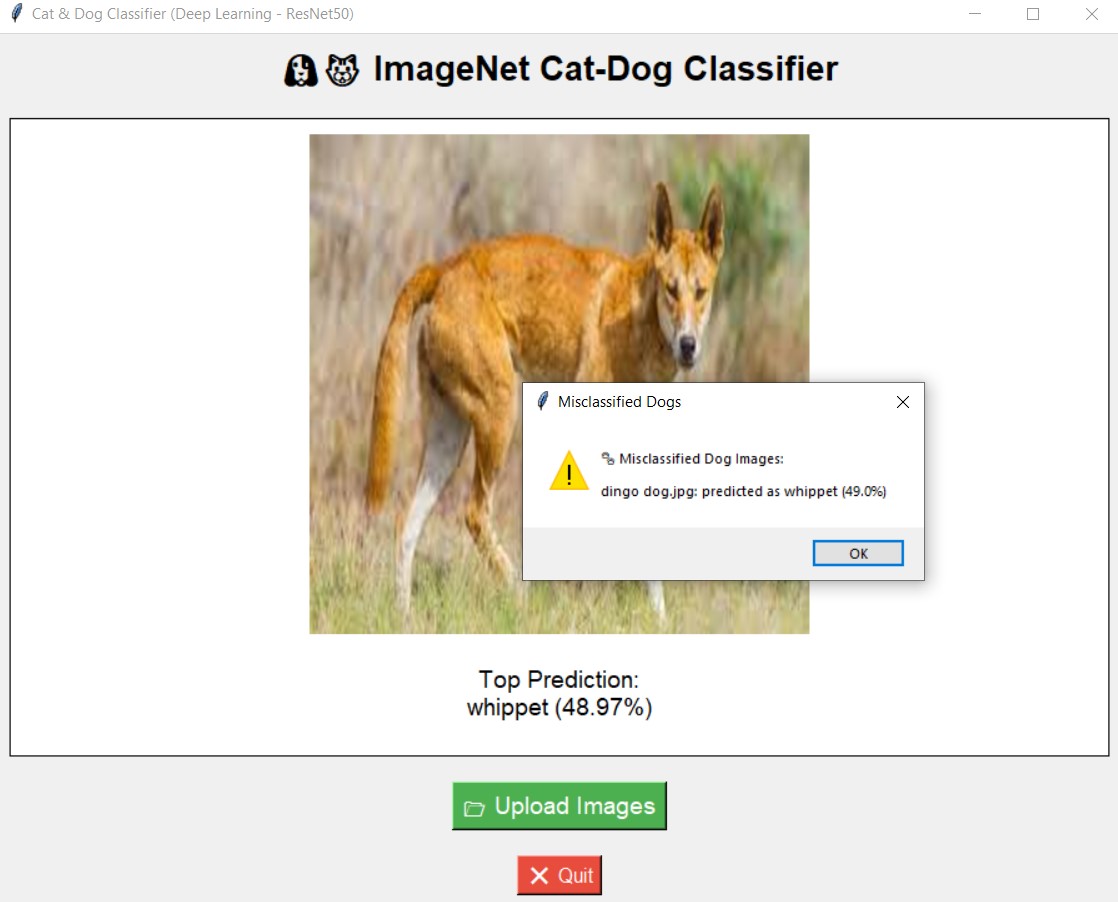 Cat & Dog Classifier (Deep Learning - ResNet50)
🐶🐱 ImageNet Cat-Dog Classifier
Misclassified Dogs
Misclassified Dog Images:
dingo dog.jpg: predicted as whippet (49.0%)
OK
Top Prediction:
whippet (48.97%)
Upload Images
Quit